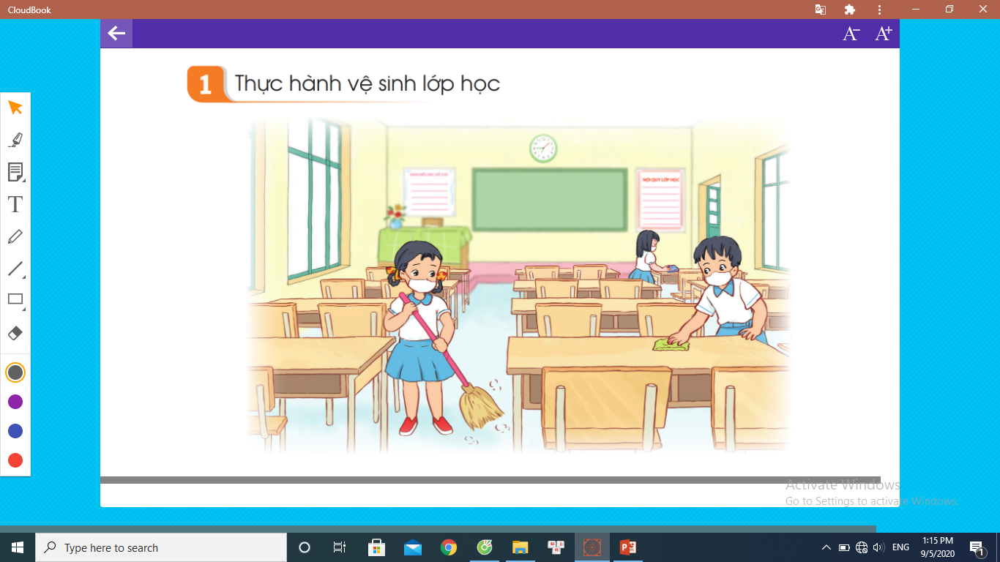 CloudBook
A− A+
1 Thực hành vệ sinh lớp học
NỘI QUY LỚP HỌC
T
Activate Windows
Go to Settings to activate Windows.
Type here to search
ENG
1:15 PM
9/5/2020
1